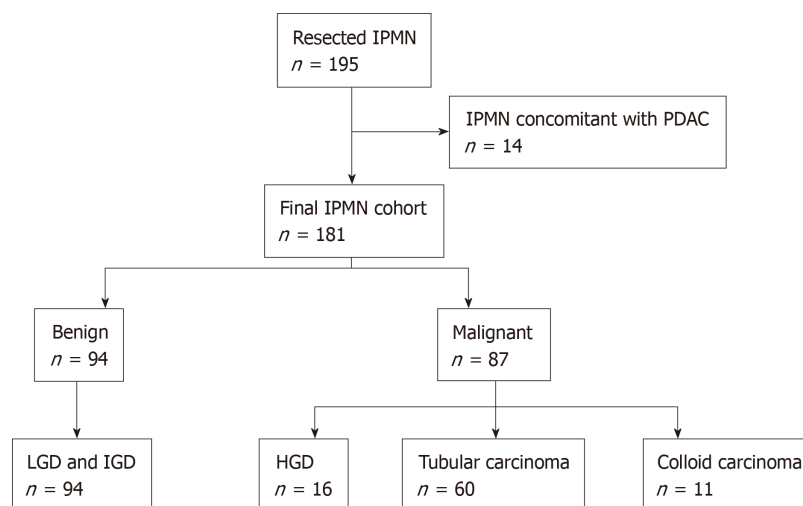 Resected IPMN
n = 195
IPMN concomitant with PDAC
n = 14
Final IPMN cohort
n = 181
Benign
n = 94
Malignant
n = 87
LGD and IGD
n = 94
HGD
n = 16
Tubular carcinoma
n = 60
Colloid carcinoma
n = 11